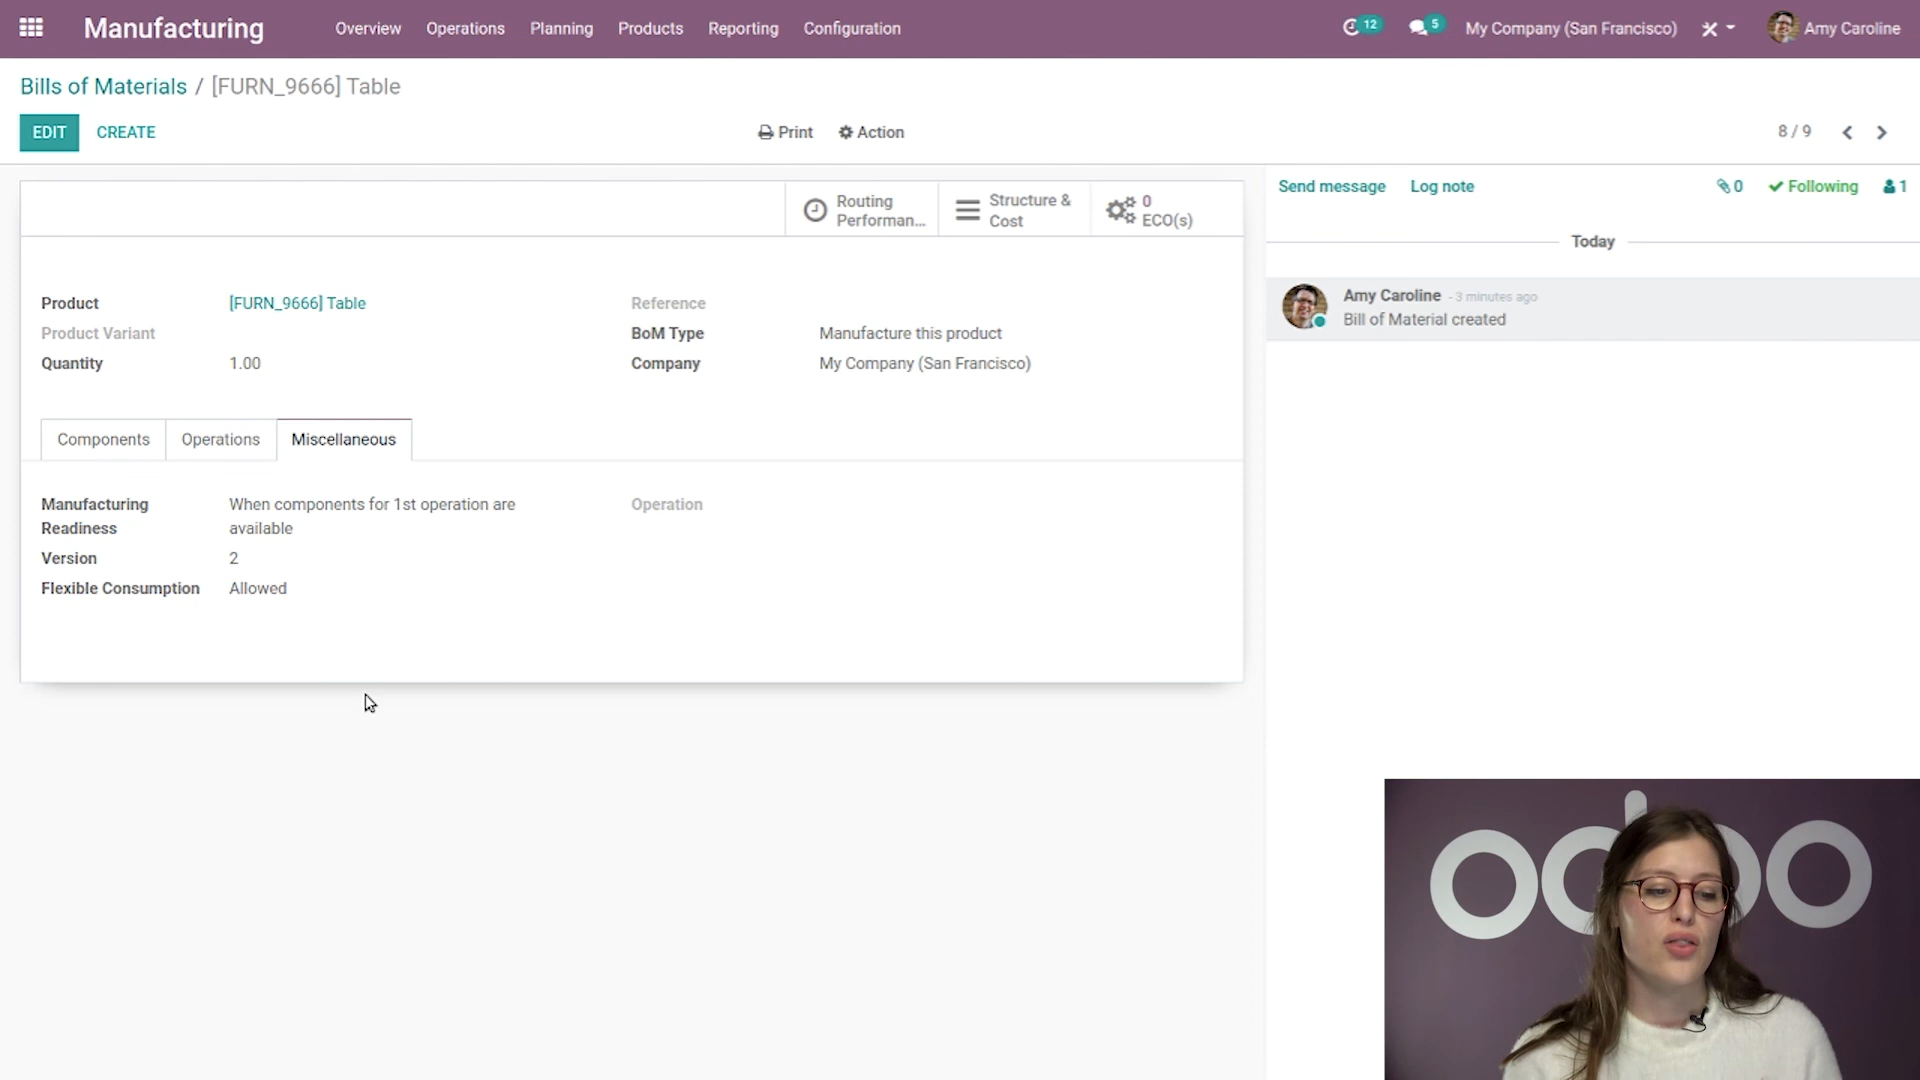 Manufacturing
Overview Operations Planning Products Reporting Configuration
12 5 My Company (San Francisco) Amy Caroline
Bills of Materials / [FURN_9666] Table
EDIT CREATE Print Action 8 / 9
Routing
Performan...
Structure &
Cost
0
ECO(s)
Product [FURN_9666] Table
Product Variant
Quantity 1.00
Reference
BoM Type Manufacture this product
Company My Company (San Francisco)
Components Operations Miscellaneous
Manufacturing
Readiness
When components for 1st operation are
available
Version 2
Flexible Consumption Allowed
Operation
Send message Log note 0 Following 1
Today
Amy Caroline - 3 minutes ago
Bill of Material created
odoo